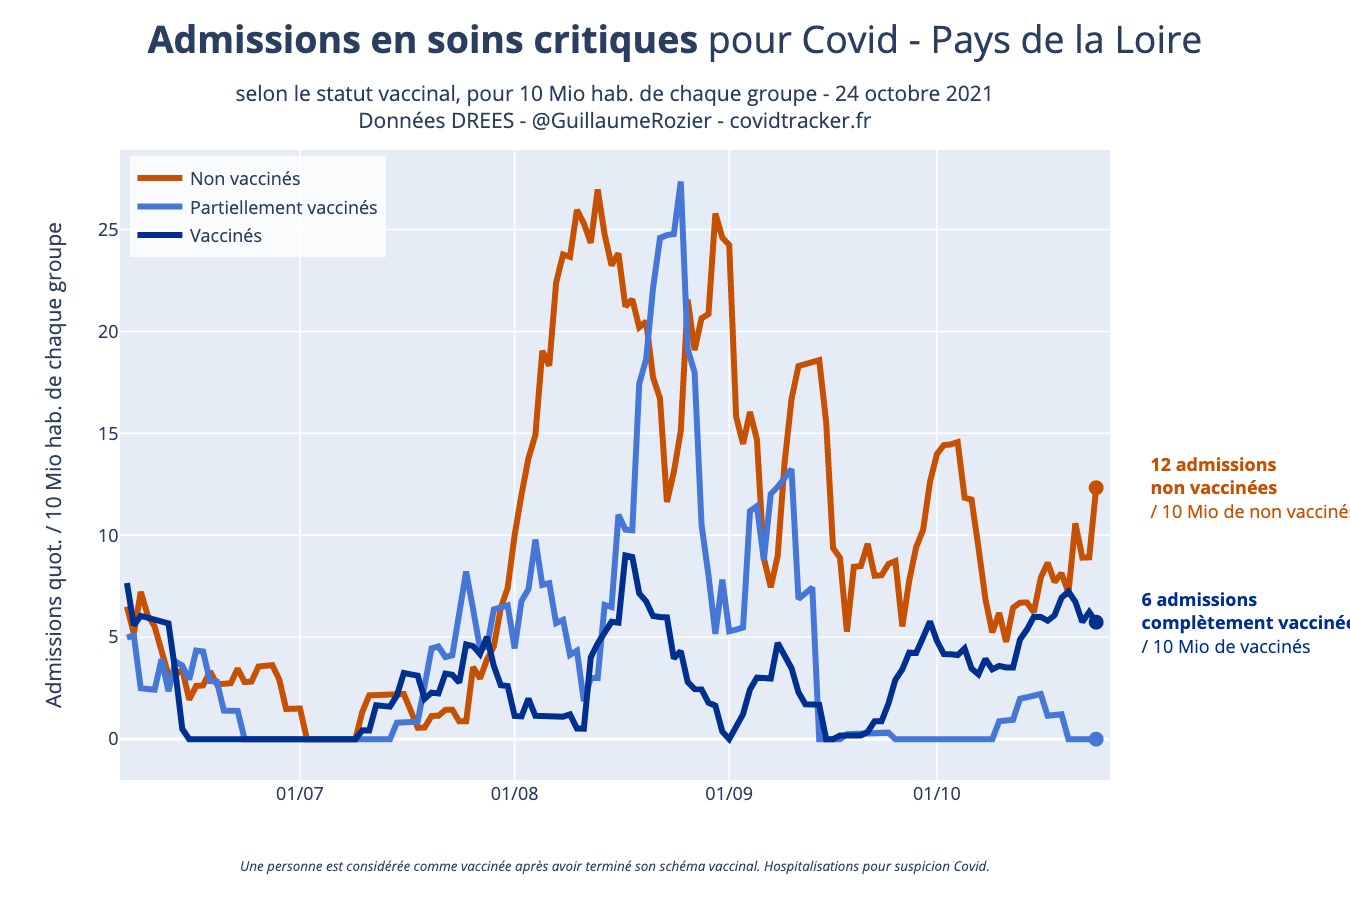 Admissions en soins critiques pour Covid - Pays de la Loire
selon le statut vaccinal, pour 10 Mio hab. de chaque groupe - 24 octobre 2021
Données DREES - @GuillaumeRozier - covidtracker.fr
Non vaccinés
Partiellement vaccinés
Vaccinés
Admissions quot. / 10 Mio hab. de chaque groupe
25
20
15
10
5
0
01/07
01/08
01/09
01/10
12 admissions
non vaccinées
/ 10 Mio de non vacciné
6 admissions
complètement vacciné
/ 10 Mio de vaccinés
Une personne est considérée comme vaccinée après avoir terminé son schéma vaccinal. Hospitalisations pour suspicion Covid.